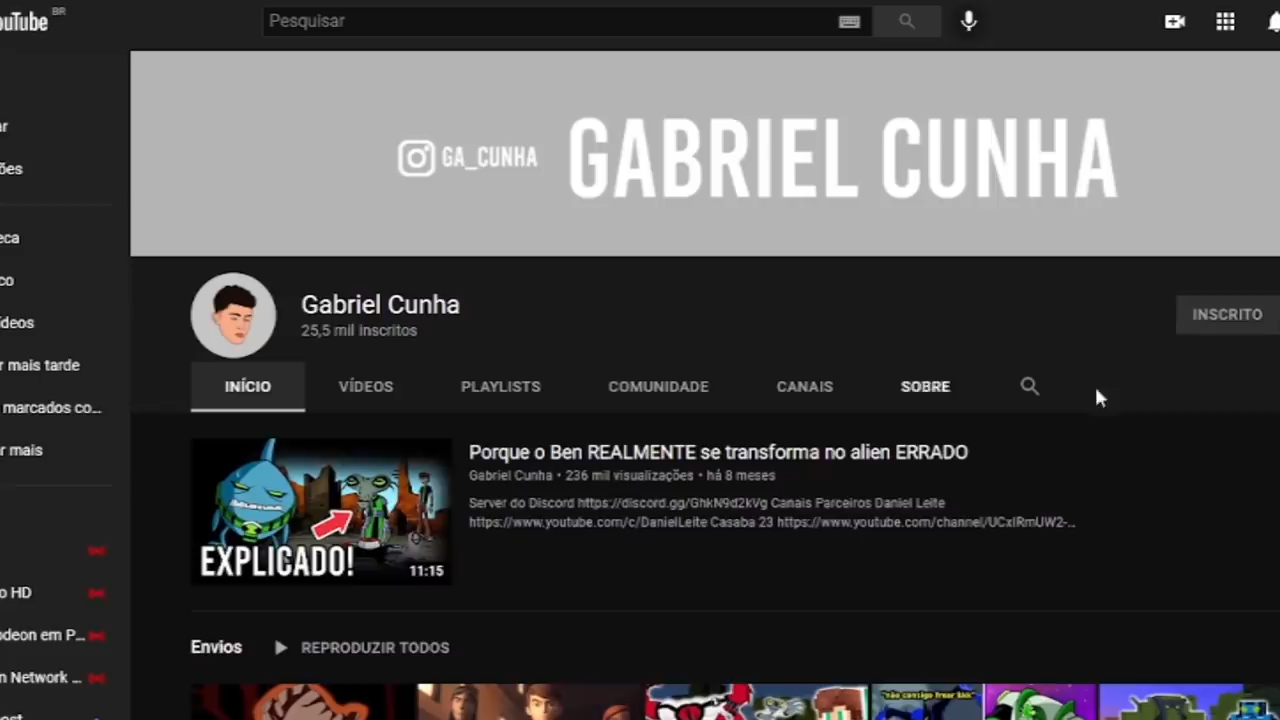 ouTube BR
Pesquisar
GA_CUNHA
GABRIEL CUNHA
ar
ões
eca
co
ídeos
r mais tarde
marcados co...
r mais
o HD
odeon em P...
n Network ...
ost
Gabriel Cunha
25,5 mil inscritos
INSCRITO
INÍCIO VÍDEOS PLAYLISTS COMUNIDADE CANAIS SOBRE
EXPLICADO!
11:15
Porque o Ben REALMENTE se transforma no alien ERRADO
Gabriel Cunha • 236 mil visualizações • há 8 meses
Server do Discord https://discord.gg/GhkN9d2kVg Canais Parceiros Daniel Leite
https://www.youtube.com/c/DanielLeite Casaba 23 https://www.youtube.com/channel/UCxIRmUW2-...
Envios REPRODUZIR TODOS